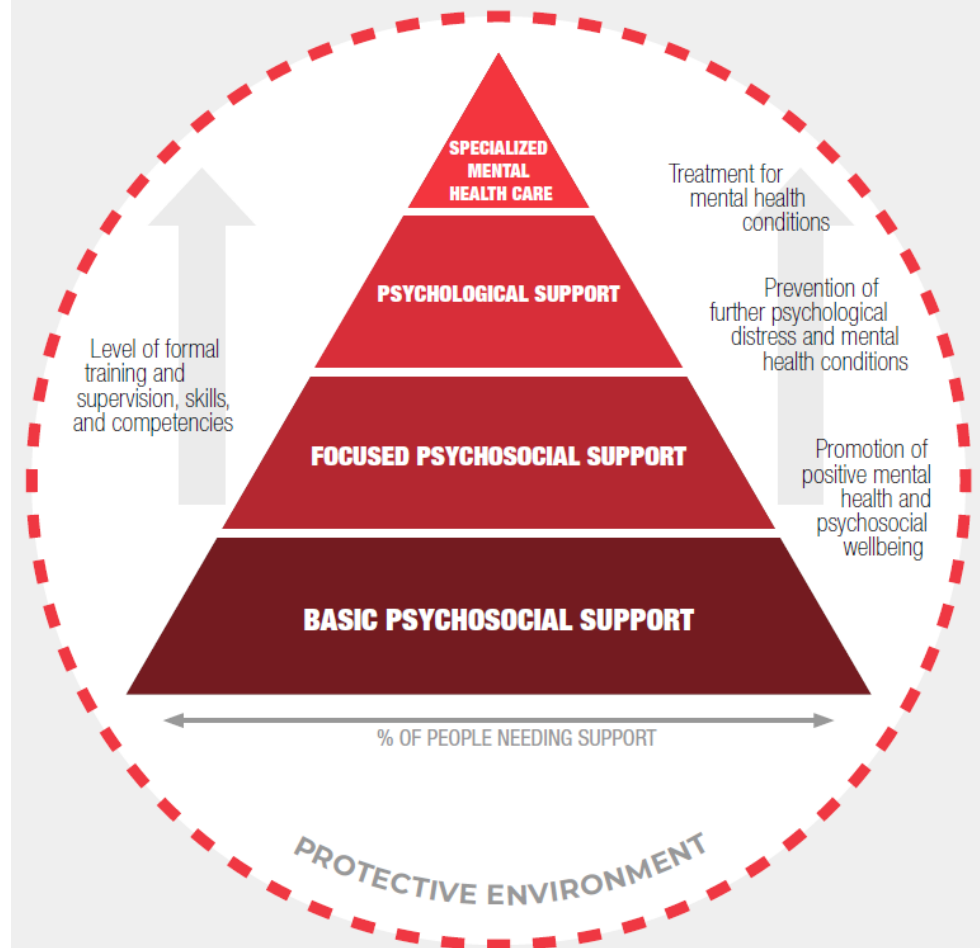 SPECIALIZED
MENTAL
HEALTH CARE
Treatment for
mental health
conditions
PSYCHOLOGICAL SUPPORT
Prevention of
further psychological
distress and mental
health conditions
Level of formal
training and
supervision, skills,
and competencies
FOCUSED PSYCHOSOCIAL SUPPORT
Promotion of
positive mental
health and
psychosocial
wellbeing
BASIC PSYCHOSOCIAL SUPPORT
% OF PEOPLE NEEDING SUPPORT
PROTECTIVE ENVIRONMENT